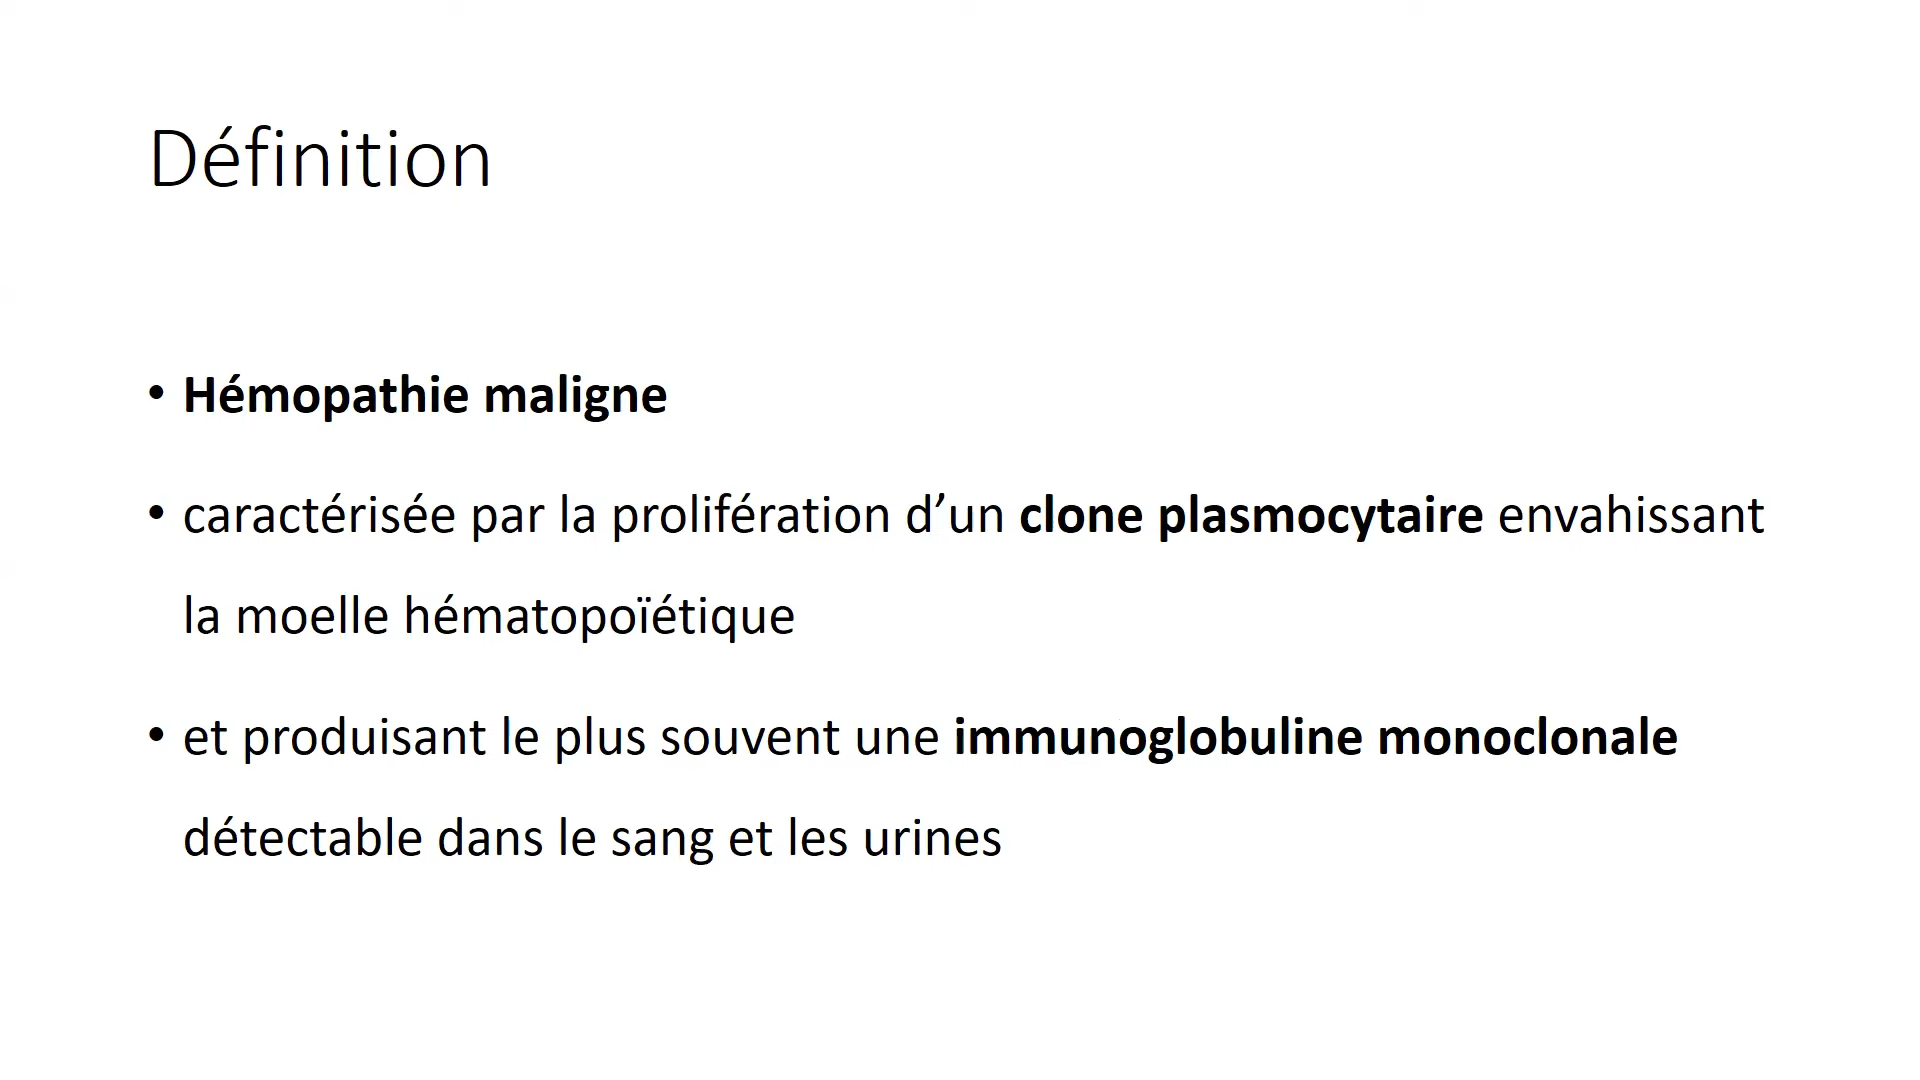 Définition
• Hémopathie maligne
• caractérisée par la prolifération d’un clone plasmocytaire envahissant
la moelle hématopoïétique
• et produisant le plus souvent une immunoglobuline monoclonale
détectable dans le sang et les urines